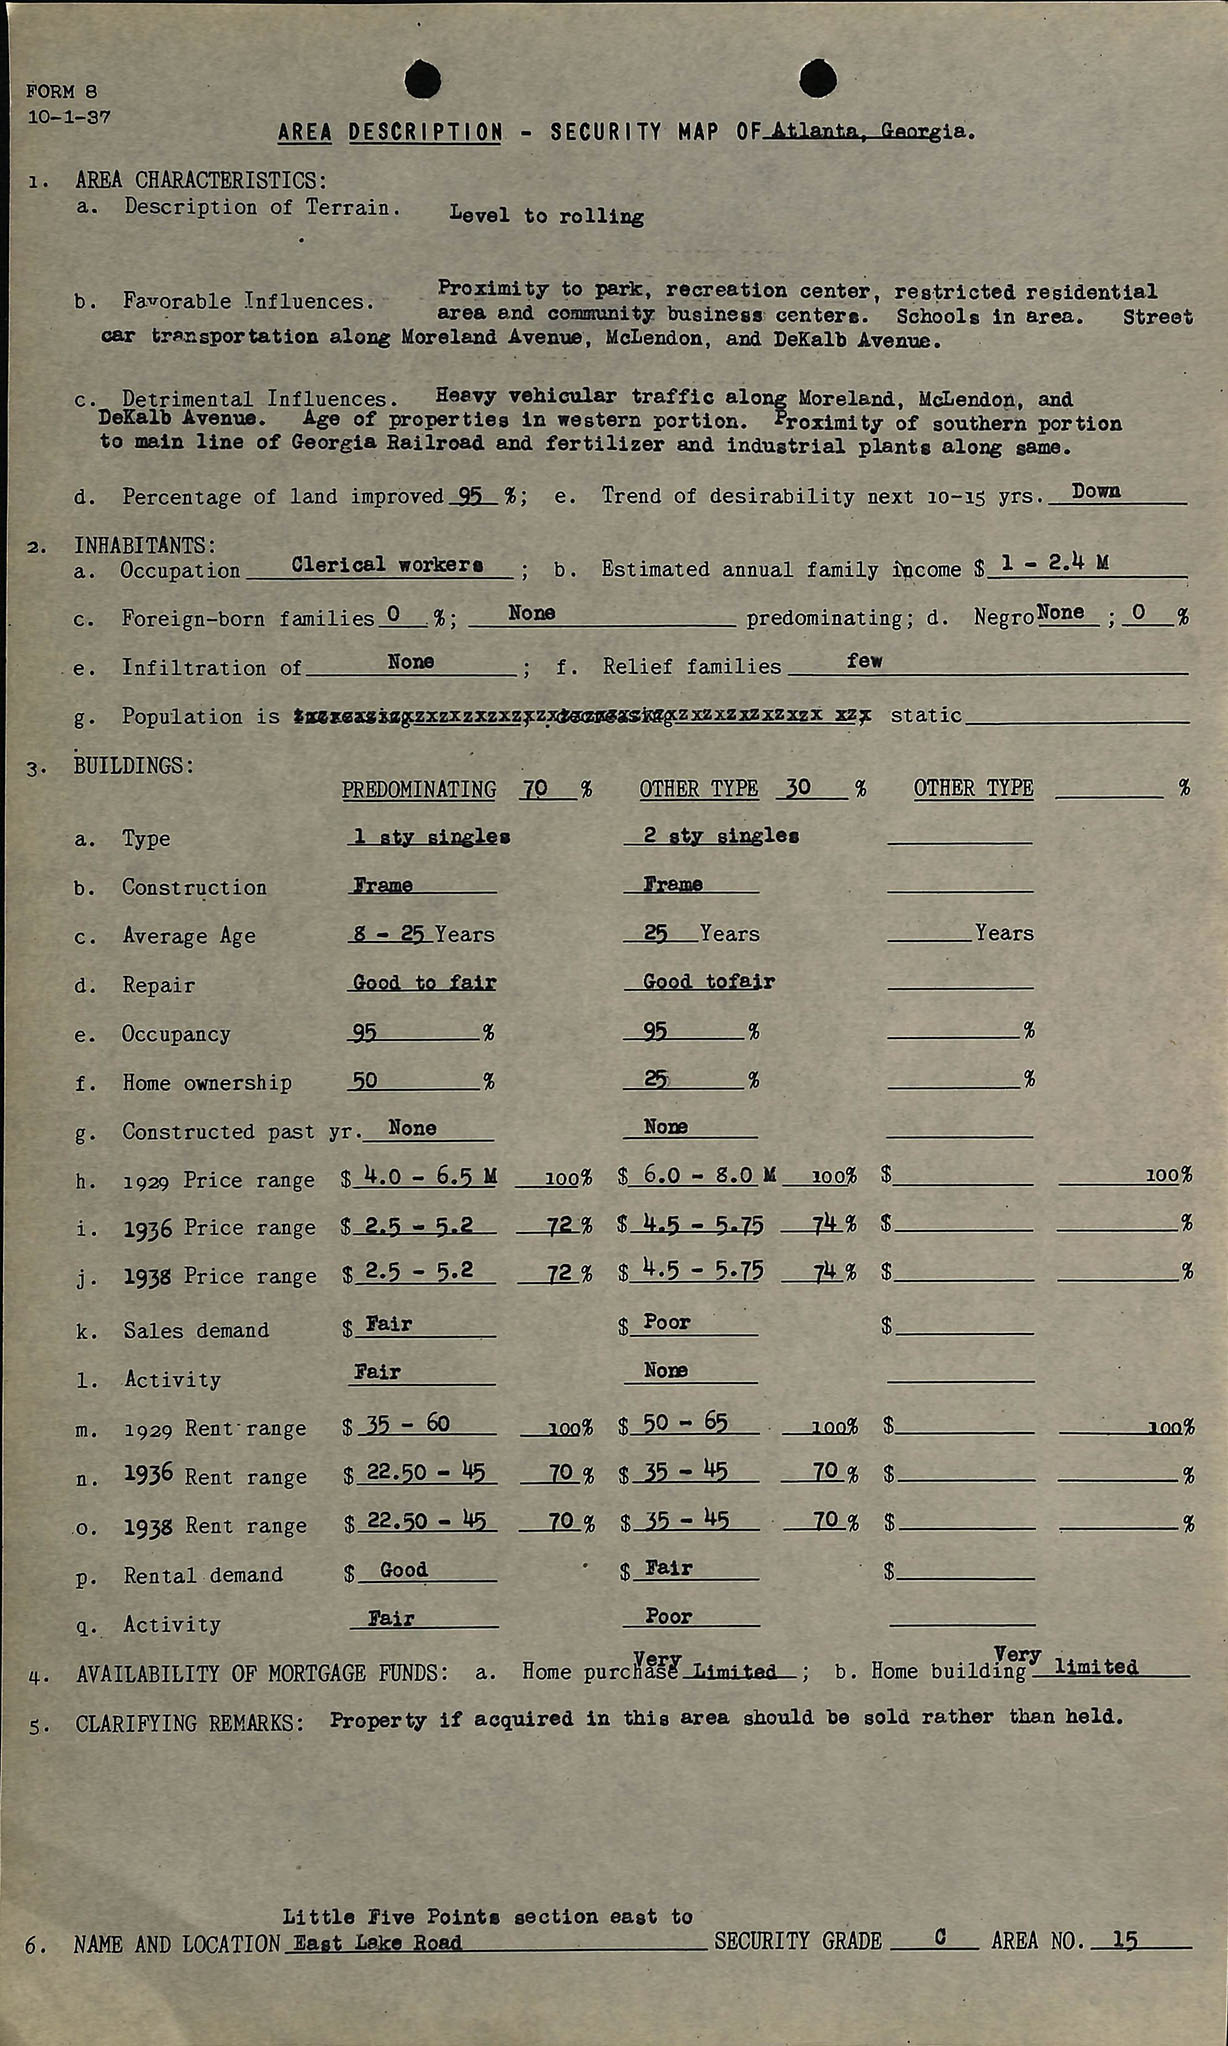 FORM 8
10-1-37
AREA DESCRIPTION - SECURITY MAP OF Atlanta, Georgia.
1. AREA CHARACTERISTICS:
a. Description of Terrain. Level to rolling
b. Favorable Influences. Proximity to park, recreation center, restricted residential
area and community business centers. Schools in area. Street
car transportation along Moreland Avenue, McLendon, and DeKalb Avenue.
c. Detrimental Influences. Heavy vehicular traffic along Moreland, McLendon, and
DeKalb Avenue. Age of properties in western portion. Proximity of southern portion
to main line of Georgia Railroad and fertilizer and industrial plants along same.
d. Percentage of land improved 95 %; e. Trend of desirability next 10-15 yrs. Down
2. INHABITANTS:
a. Occupation Clerical workers ; b. Estimated annual family income $ 1 - 2.4 M
c. Foreign-born families 0 %; None predominating; d. Negro None ; 0 %
e. Infiltration of None ; f. Relief families few
g. Population is static
3. BUILDINGS:
PREDOMINATING 70 % OTHER TYPE 30 % OTHER TYPE %
a. Type 1 sty singles 2 sty singles
b. Construction Frame Frame
c. Average Age 8 - 25 Years 25 Years Years
d. Repair Good to fair Good tofair
e. Occupancy 95 % 95 % %
f. Home ownership 50 % 25 % %
g. Constructed past yr. None None
h. 1929 Price range $ 4.0 - 6.5 M 100% $ 6.0 - 8.0 M 100% $ 100%
i. 1936 Price range $ 2.5 - 5.2 72 % $ 4.5 - 5.75 74 % $ %
j. 1938 Price range $ 2.5 - 5.2 72 % $ 4.5 - 5.75 74 % $ %
k. Sales demand $ Fair $ Poor $
l. Activity Fair None
m. 1929 Rent range $ 35 - 60 100% $ 50 - 65 100% $ 100%
n. 1936 Rent range $ 22.50 - 45 70 % $ 35 - 45 70 % $ %
o. 1938 Rent range $ 22.50 - 45 70 % $ 35 - 45 70 % $ %
p. Rental demand $ Good $ Fair $
q. Activity Fair Poor
4. AVAILABILITY OF MORTGAGE FUNDS: a. Home purchase Very Limited ; b. Home building Very limited
5. CLARIFYING REMARKS: Property if acquired in this area should be sold rather than held.
Little Five Points section east to
6. NAME AND LOCATION East Lake Road SECURITY GRADE C AREA NO. 15